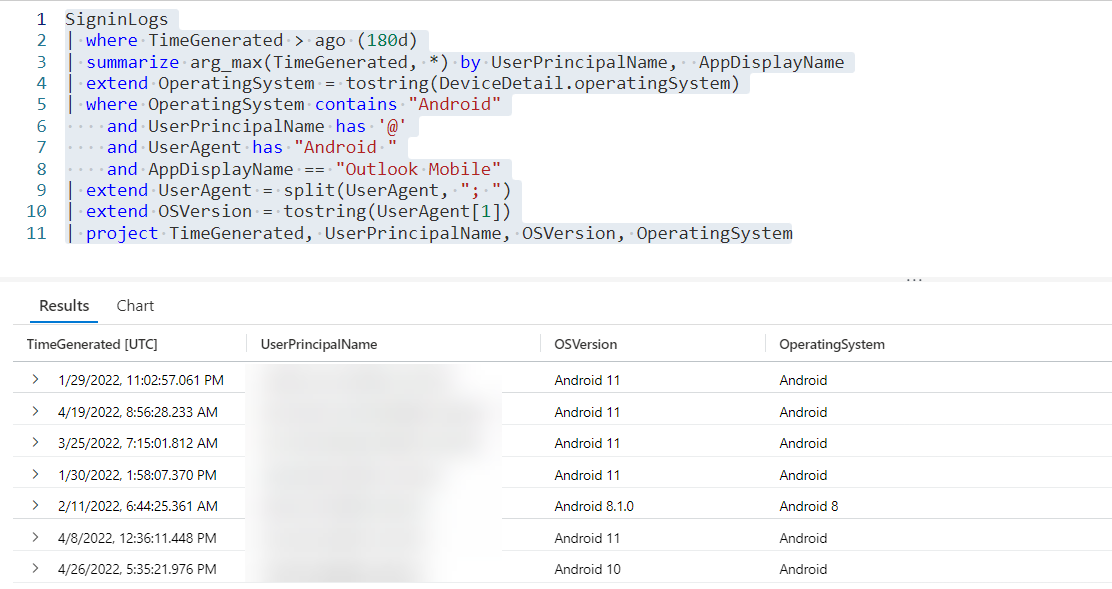 1 SigninLogs
2 | where TimeGenerated > ago (180d)
3 | summarize arg_max(TimeGenerated, *) by UserPrincipalName,  AppDisplayName
4 | extend OperatingSystem = tostring(DeviceDetail.operatingSystem)
5 | where OperatingSystem contains "Android"
6     and UserPrincipalName has '@'
7     and UserAgent has "Android "
8     and AppDisplayName == "Outlook Mobile"
9 | extend UserAgent = split(UserAgent, "; ")
10 | extend OSVersion = tostring(UserAgent[1])
11 | project TimeGenerated, UserPrincipalName, OSVersion, OperatingSystem
...
Results Chart
TimeGenerated [UTC] UserPrincipalName OSVersion OperatingSystem
1/29/2022, 11:02:57.061 PM Android 11 Android
4/19/2022, 8:56:28.233 AM Android 11 Android
3/25/2022, 7:15:01.812 AM Android 11 Android
1/30/2022, 1:58:07.370 PM Android 11 Android
2/11/2022, 6:44:25.361 AM Android 8.1.0 Android 8
4/8/2022, 12:36:11.448 PM Android 11 Android
4/26/2022, 5:35:21.976 PM Android 10 Android